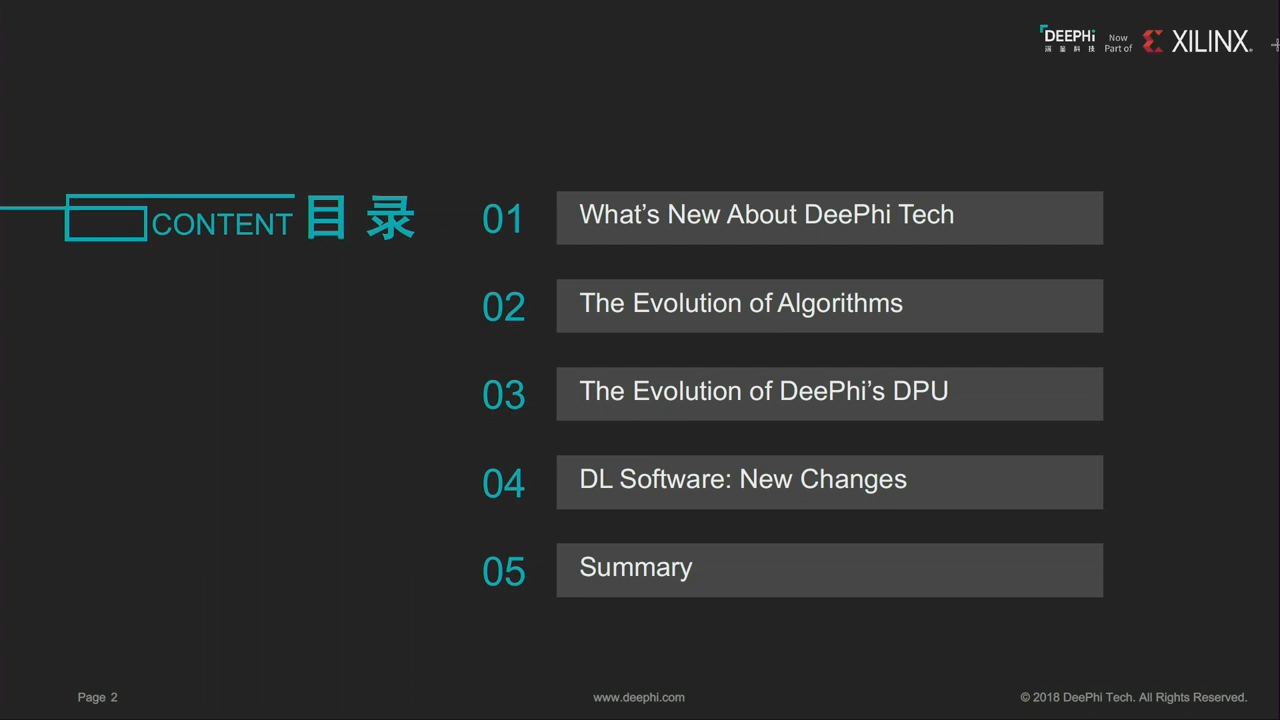 DEEPHi
深鉴科技
Now
Part of
XILINX
CONTENT 目录
01 What’s New About DeePhi Tech
02 The Evolution of Algorithms
03 The Evolution of DeePhi’s DPU
04 DL Software: New Changes
05 Summary
Page 2
www.deephi.com
© 2018 DeePhi Tech. All Rights Reserved.